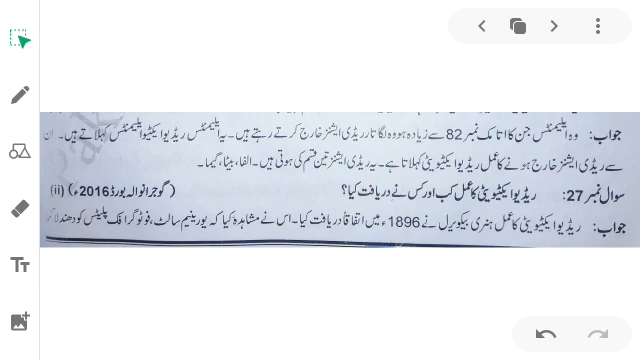 جواب: وہ ایلیمنٹس جن کا اٹامک نمبر 82 سے زیادہ ہو وہ لگاتار ریڈی ایشنز خارج کرتے رہتے ہیں۔ یہ ایلیمنٹس ریڈیو ایکٹیو ایلیمنٹس کہلاتے ہیں۔ ان
سے ریڈی ایشنز خارج ہونے کا عمل ریڈیو ایکٹیویٹی کہلاتا ہے۔ یہ ریڈی ایشنز تین قسم کی ہوتی ہیں۔ الفا، بیٹا، گیما۔
سوال نمبر 27: ریڈیو ایکٹیویٹی کا عمل کب اور کس نے دریافت کیا؟ (گوجرانوالہ بورڈ 2016ء) (ii)
جواب: ریڈیو ایکٹیویٹی کا عمل ہنری بیکویرل نے 1896ء میں اتفاقاً دریافت کیا۔ اس نے مشاہدہ کیا کہ یورینیم سالٹ، فوٹوگرافک پلیٹس کو دھندلا کر
Tт